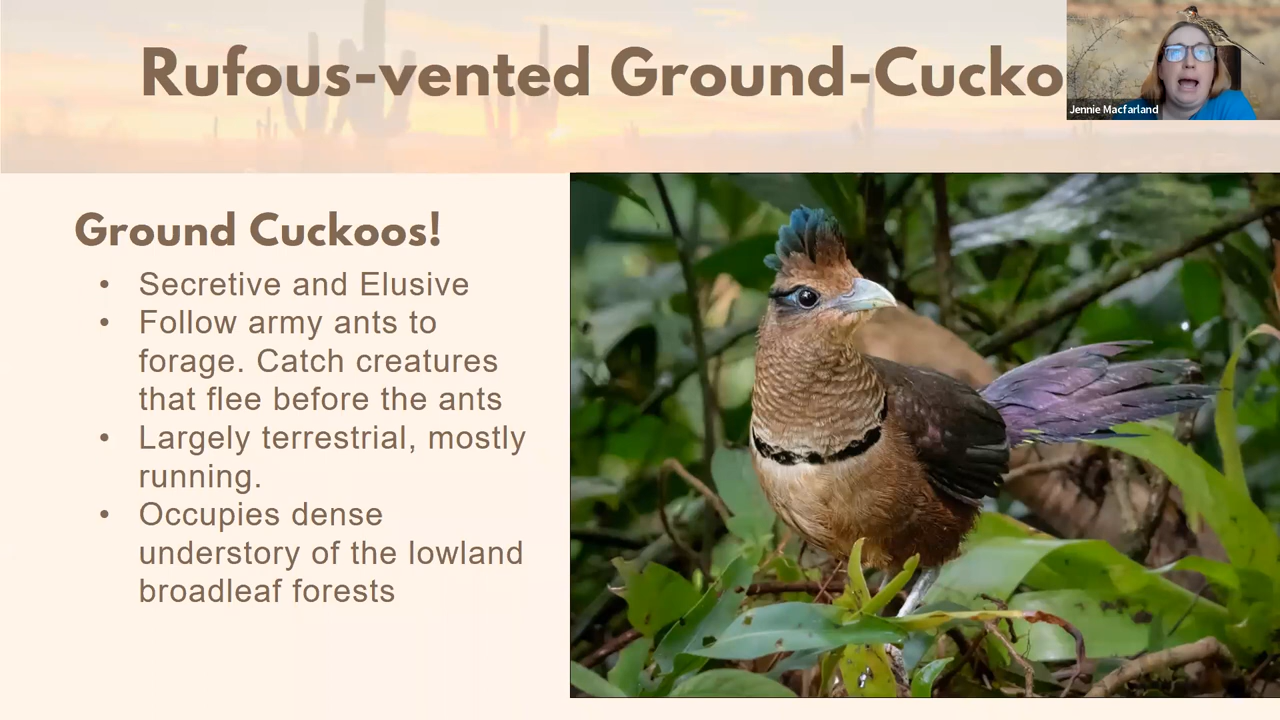 Rufous-vented Ground-Cucko
Jennie Macfarland
Ground Cuckoos!
• Secretive and Elusive
• Follow army ants to
forage. Catch creatures
that flee before the ants
• Largely terrestrial, mostly
running.
• Occupies dense
understory of the lowland
broadleaf forests